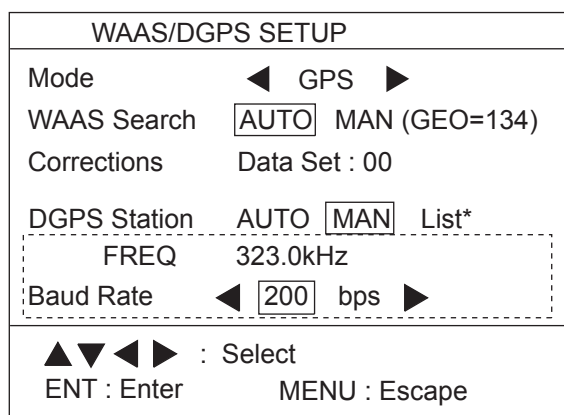 WAAS/DGPS SETUP
Mode ◀ GPS ▶
WAAS Search AUTO MAN (GEO=134)
Corrections Data Set : 00
DGPS Station AUTO MAN List*
FREQ 323.0kHz
Baud Rate ◀ 200 bps ▶
▲▼◀ ▶ : Select
ENT : Enter MENU : Escape